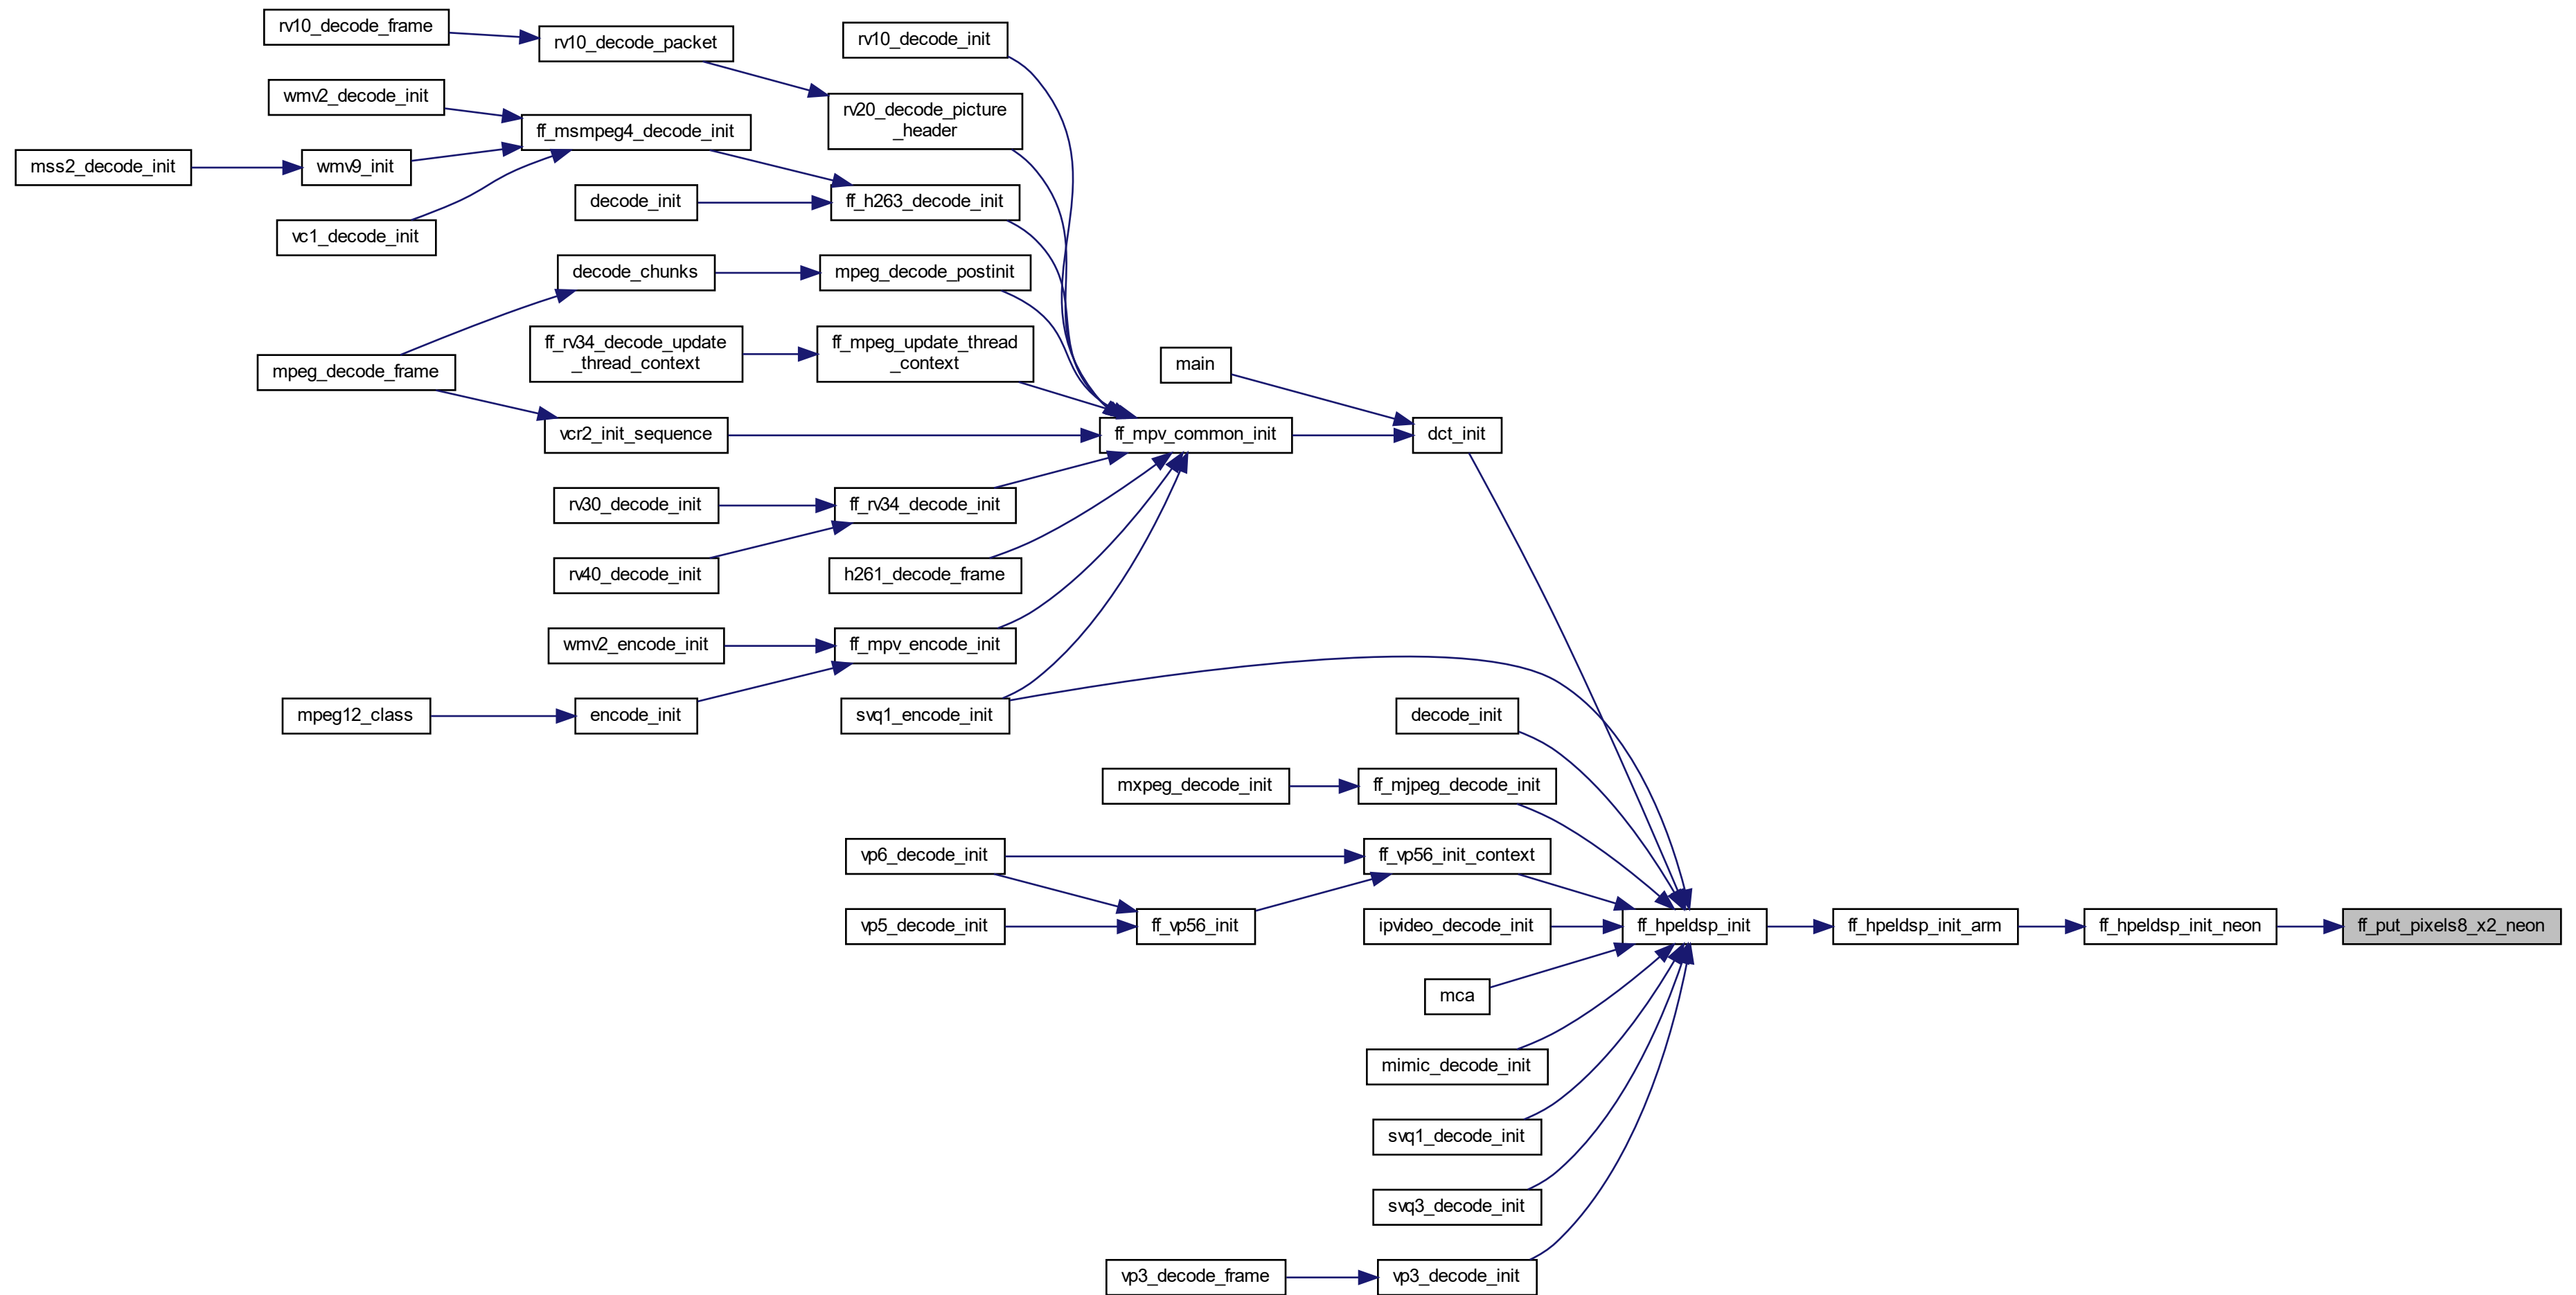 rv10_decode_frame
rv10_decode_packet
rv10_decode_init
wmv2_decode_init
rv20_decode_picture
_header
ff_msmpeg4_decode_init
mss2_decode_init
wmv9_init
decode_init
ff_h263_decode_init
vc1_decode_init
decode_chunks
mpeg_decode_postinit
ff_rv34_decode_update
_thread_context
ff_mpeg_update_thread
_context
main
mpeg_decode_frame
vcr2_init_sequence
ff_mpv_common_init
dct_init
rv30_decode_init
ff_rv34_decode_init
rv40_decode_init
h261_decode_frame
wmv2_encode_init
ff_mpv_encode_init
mpeg12_class
encode_init
svq1_encode_init
decode_init
mxpeg_decode_init
ff_mjpeg_decode_init
vp6_decode_init
ff_vp56_init_context
vp5_decode_init
ff_vp56_init
ipvideo_decode_init
ff_hpeldsp_init
ff_hpeldsp_init_arm
ff_hpeldsp_init_neon
ff_put_pixels8_x2_neon
mca
mimic_decode_init
svq1_decode_init
svq3_decode_init
vp3_decode_frame
vp3_decode_init